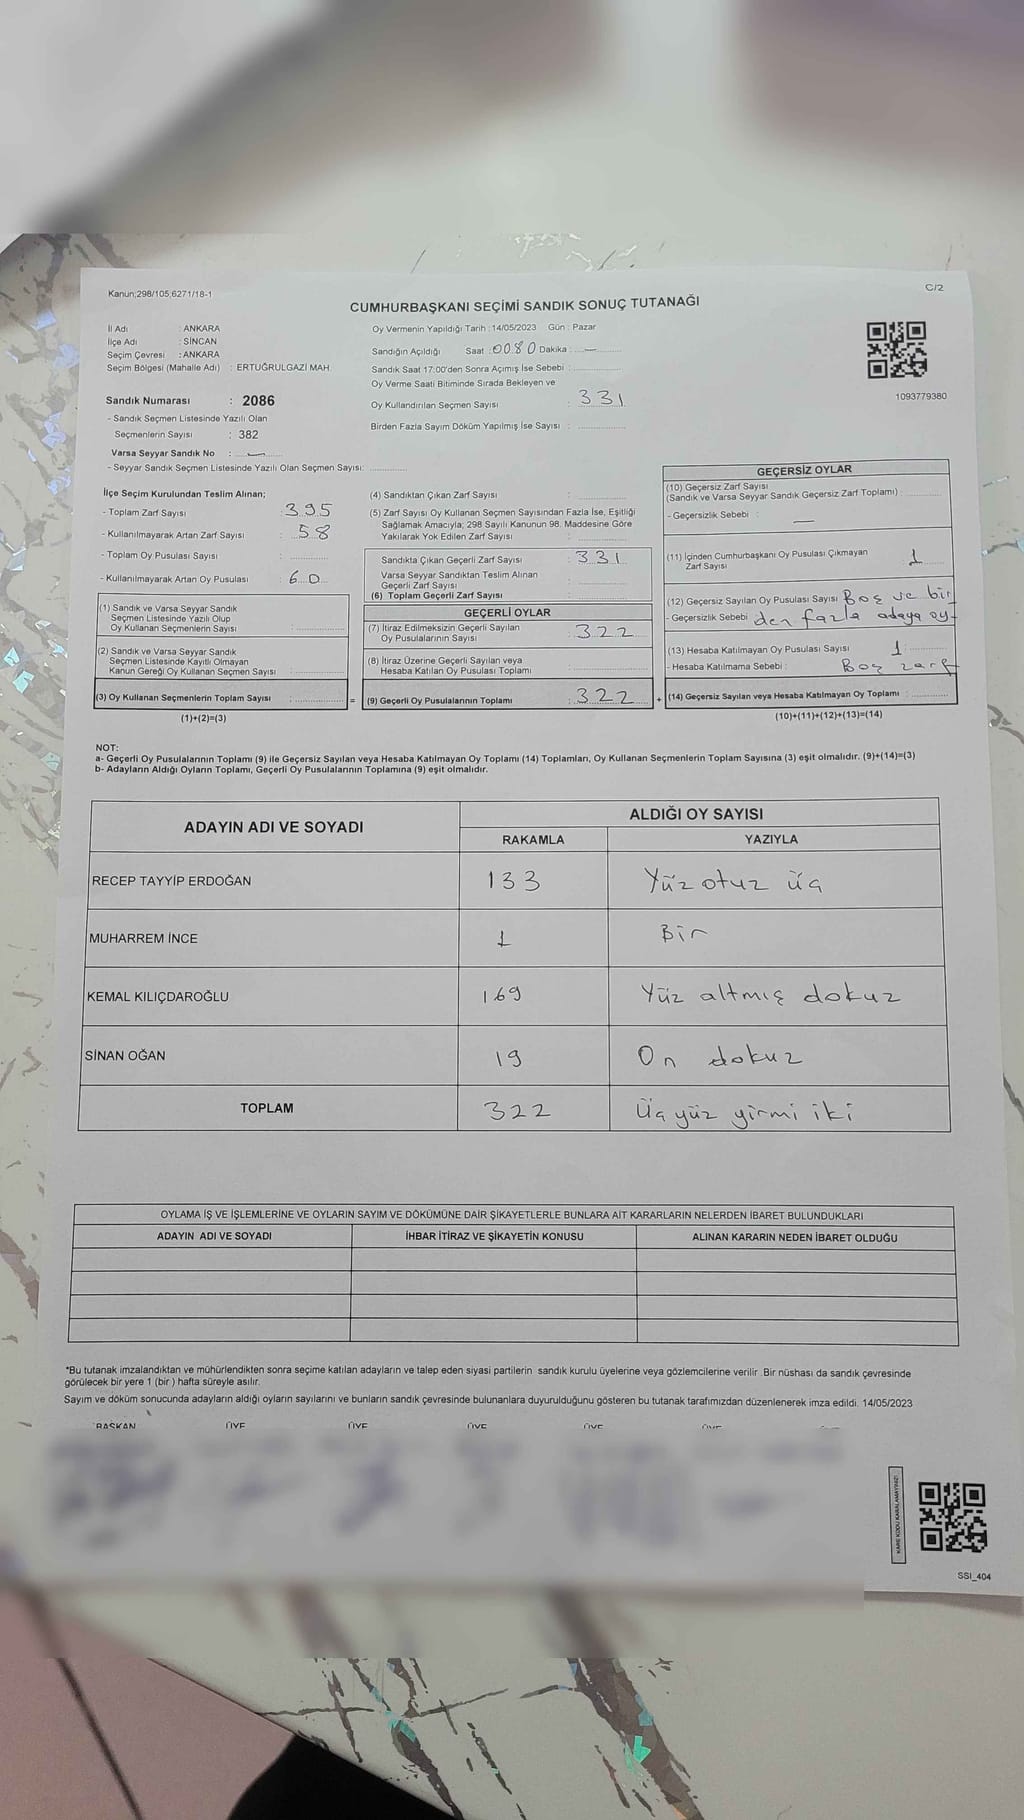 Kanun;298/105,6271/18-1
C/2
CUMHURBAŞKANI SEÇİMİ SANDIK SONUÇ TUTANAĞI
İl Adı : ANKARA
İlçe Adı : SİNCAN
Seçim Çevresi : ANKARA
Seçim Bölgesi (Mahalle Adı) : ERTUĞRULGAZİ MAH.
Sandık Numarası : 2086
- Sandık Seçmen Listesinde Yazılı Olan
Seçmenlerin Sayısı : 382
Varsa Seyyar Sandık No : —
- Seyyar Sandık Seçmen Listesinde Yazılı Olan Seçmen Sayısı:
Oy Vermenin Yapıldığı Tarih : 14/05/2023 Gün : Pazar
Sandığın Açıldığı Saat : 0080 Dakika : —
Sandık Saat 17:00'den Sonra Açımış İse Sebebi :
Oy Verme Saati Bitiminde Sırada Bekleyen ve
Oy Kullandırılan Seçmen Sayısı : 331
Birden Fazla Sayım Döküm Yapılmış İse Sayısı :
1093779380
İlçe Seçim Kurulundan Teslim Alınan;
- Toplam Zarf Sayısı : 395
- Kullanılmayarak Artan Zarf Sayısı : 58
- Toplam Oy Pusulası Sayısı :
- Kullanılmayarak Artan Oy Pusulası : 60
(1) Sandık ve Varsa Seyyar Sandık
Seçmen Listesinde Yazılı Olup
Oy Kullanan Seçmenlerin Sayısı :
(2) Sandık ve Varsa Seyyar Sandık
Seçmen Listesinde Kayıtlı Olmayan
Kanun Gereği Oy Kullanan Seçmen Sayısı :
(3) Oy Kullanan Seçmenlerin Toplam Sayısı : =
(1)+(2)=(3)
(4) Sandıktan Çıkan Zarf Sayısı :
(5) Zarf Sayısı Oy Kullanan Seçmen Sayısından Fazla İse, Eşitliği
Sağlamak Amacıyla; 298 Sayılı Kanunun 98. Maddesine Göre
Yakılarak Yok Edilen Zarf Sayısı :
Sandıkta Çıkan Geçerli Zarf Sayısı : 331
Varsa Seyyar Sandıktan Teslim Alınan
Geçerli Zarf Sayısı :
(6) Toplam Geçerli Zarf Sayısı :
GEÇERLİ OYLAR
(7) İtiraz Edilmeksizin Geçerli Sayılan
Oy Pusulalarının Sayısı : 322
(8) İtiraz Üzerine Geçerli Sayılan veya
Hesaba Katılan Oy Pusulası Toplamı :
(9) Geçerli Oy Pusulalarının Toplamı : 322 +
GEÇERSİZ OYLAR
(10) Geçersiz Zarf Sayısı
(Sandık ve Varsa Seyyar Sandık Geçersiz Zarf Toplamı) :
- Geçersizlik Sebebi : —
(11) İçinden Cumhurbaşkanı Oy Pusulası Çıkmayan
Zarf Sayısı : 1
(12) Geçersiz Sayılan Oy Pusulası Sayısı Boş ve bir
- Geçersizlik Sebebi den fazla adaya oy
(13) Hesaba Katılmayan Oy Pusulası Sayısı 1
- Hesaba Katılmama Sebebi : Boş zarf
(14) Geçersiz Sayılan veya Hesaba Katılmayan Oy Toplamı :
(10)+(11)+(12)+(13)=(14)
NOT:
a- Geçerli Oy Pusulalarının Toplamı (9) ile Geçersiz Sayılan veya Hesaba Katılmayan Oy Toplamı (14) Toplamları, Oy Kullanan Seçmenlerin Toplam Sayısına (3) eşit olmalıdır. (9)+(14)=(3)
b- Adayların Aldığı Oyların Toplamı, Geçerli Oy Pusulalarının Toplamına (9) eşit olmalıdır.
ADAYIN ADI VE SOYADI
ALDIĞI OY SAYISI
RAKAMLA YAZIYLA
RECEP TAYYİP ERDOĞAN 133 Yüz otuz üç
MUHARREM İNCE 1 Bir
KEMAL KILIÇDAROĞLU 169 Yüz altmış dokuz
SİNAN OĞAN 19 On dokuz
TOPLAM 322 Üç yüz yirmi iki
OYLAMA İŞ VE İŞLEMLERİNE VE OYLARIN SAYIM VE DÖKÜMÜNE DAİR ŞİKAYETLERLE BUNLARA AİT KARARLARIN NELERDEN İBARET BULUNDUKLARI
ADAYIN ADI VE SOYADI İHBAR İTİRAZ VE ŞİKAYETİN KONUSU ALINAN KARARIN NEDEN İBARET OLDUĞU
*Bu tutanak imzalandıktan ve mühürlendikten sonra seçime katılan adayların ve talep eden siyasi partilerin sandık kurulu üyelerine veya gözlemcilerine verilir. Bir nüshası da sandık çevresinde
görülecek bir yere 1 (bir ) hafta süreyle asılır.
Sayım ve döküm sonucunda adayların aldığı oyların sayılarını ve bunların sandık çevresinde bulunanlara duyurulduğunu gösteren bu tutanak tarafımızdan düzenlenerek imza edildi. 14/05/2023
BAŞKAN ÜYE ÜYE ÜYE ÜYE ÜYE
KARE KODU KARALAMAYINIZ!
SSI_404